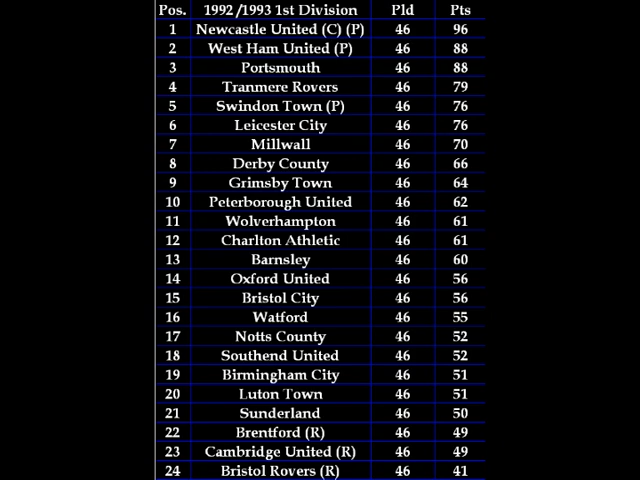 Pos. 1992 /1993 1st Division Pld Pts
1 Newcastle United (C) (P) 46 96
2 West Ham United (P) 46 88
3 Portsmouth 46 88
4 Tranmere Rovers 46 79
5 Swindon Town (P) 46 76
6 Leicester City 46 76
7 Millwall 46 70
8 Derby County 46 66
9 Grimsby Town 46 64
10 Peterborough United 46 62
11 Wolverhampton 46 61
12 Charlton Athletic 46 61
13 Barnsley 46 60
14 Oxford United 46 56
15 Bristol City 46 56
16 Watford 46 55
17 Notts County 46 52
18 Southend United 46 52
19 Birmingham City 46 51
20 Luton Town 46 51
21 Sunderland 46 50
22 Brentford (R) 46 49
23 Cambridge United (R) 46 49
24 Bristol Rovers (R) 46 41